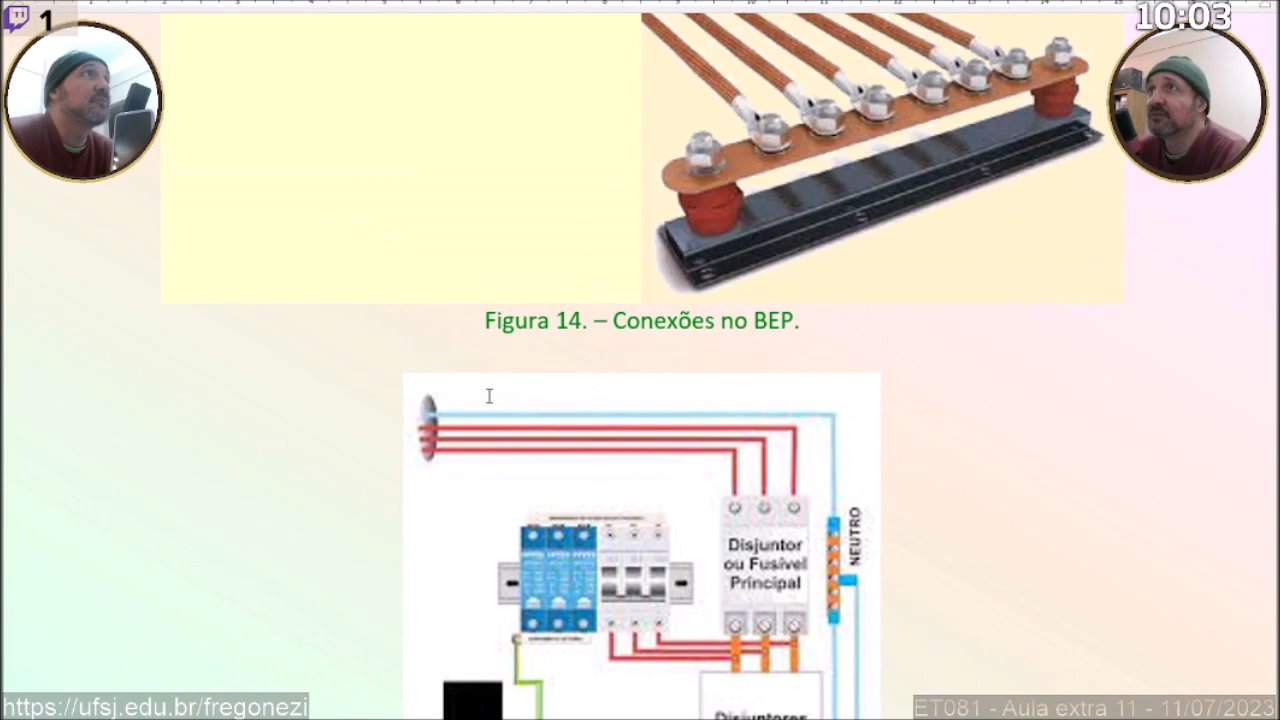 1
10:03
Figura 14. – Conexões no BEP.
Disjuntor
ou Fusível
Principal
NEUTRO
Disjuntores
https://ufsj.edu.br/fregonezi
ET081 - Aula extra 11 - 11/07/2023